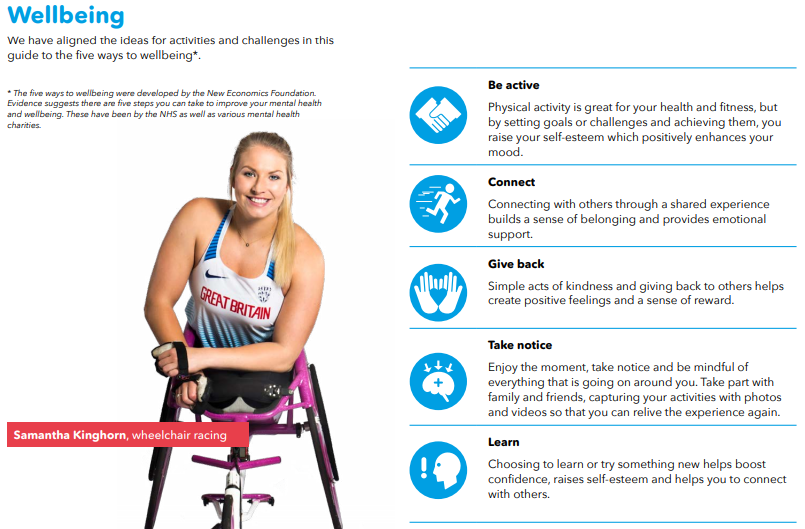 Wellbeing
We have aligned the ideas for activities and challenges in this
guide to the five ways to wellbeing*.
* The five ways to wellbeing were developed by the New Economics Foundation.
Evidence suggests there are five steps you can take to improve your mental health
and wellbeing. These have been by the NHS as well as various mental health
charities.
GREAT BRITAIN
Samantha Kinghorn, wheelchair racing
Be active
Physical activity is great for your health and fitness, but
by setting goals or challenges and achieving them, you
raise your self-esteem which positively enhances your
mood.
Connect
Connecting with others through a shared experience
builds a sense of belonging and provides emotional
support.
Give back
Simple acts of kindness and giving back to others helps
create positive feelings and a sense of reward.
Take notice
Enjoy the moment, take notice and be mindful of
everything that is going on around you. Take part with
family and friends, capturing your activities with photos
and videos so that you can relive the experience again.
Learn
Choosing to learn or try something new helps boost
confidence, raises self-esteem and helps you to connect
with others.